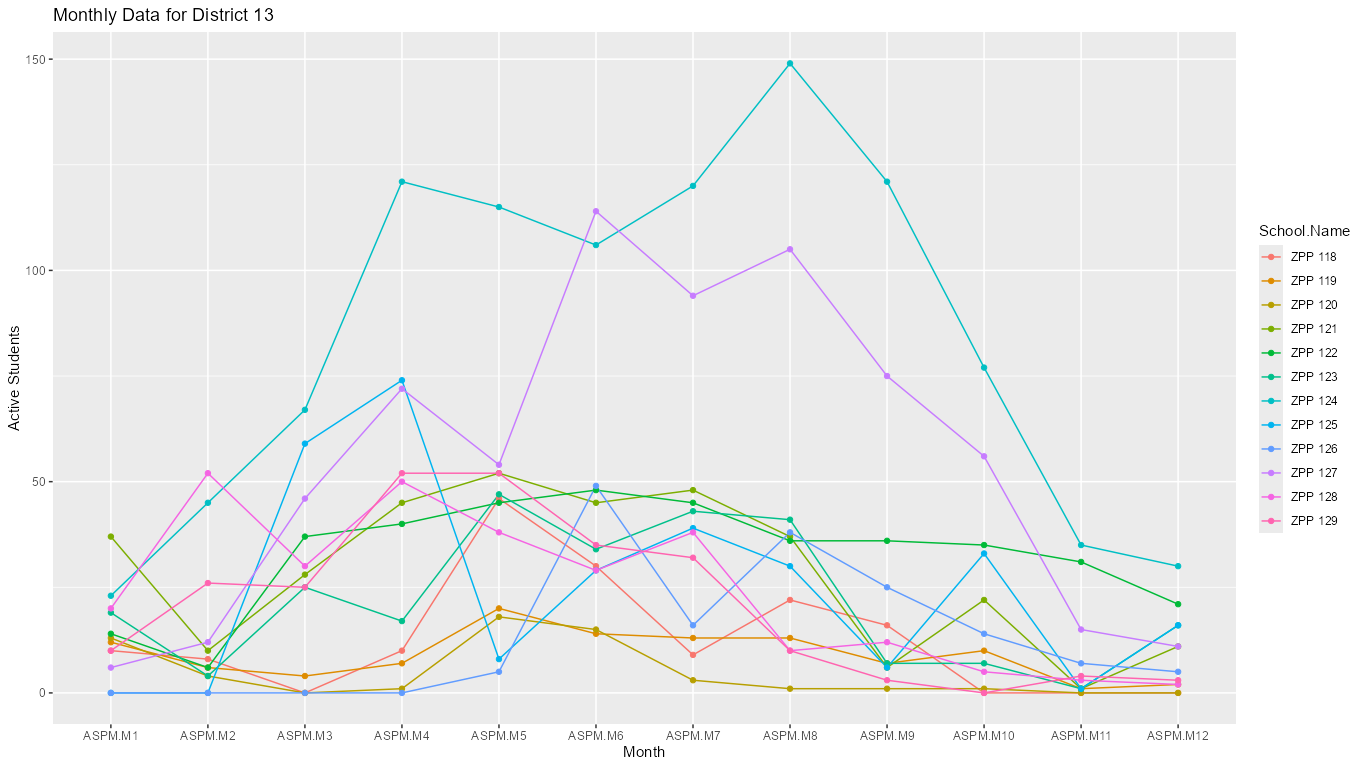 Monthly Data for District 13
Active Students
150
100
50
0
ASPM.M1 ASPM.M2 ASPM.M3 ASPM.M4 ASPM.M5 ASPM.M6 ASPM.M7 ASPM.M8 ASPM.M9 ASPM.M10 ASPM.M11 ASPM.M12
Month
School.Name
ZPP 118
ZPP 119
ZPP 120
ZPP 121
ZPP 122
ZPP 123
ZPP 124
ZPP 125
ZPP 126
ZPP 127
ZPP 128
ZPP 129